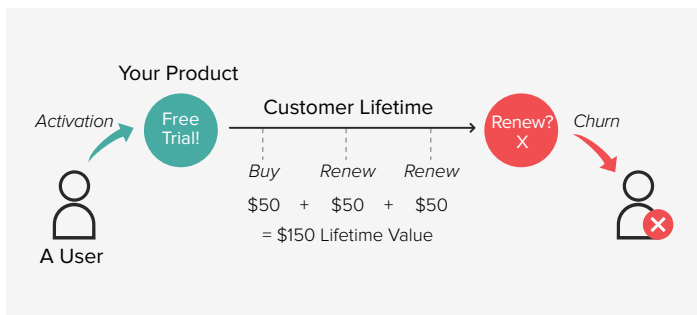 Your Product
Activation
Free
Trial!
Customer Lifetime
Renew?
X
Churn
Buy Renew Renew
$50 + $50 + $50
= $150 Lifetime Value
A User